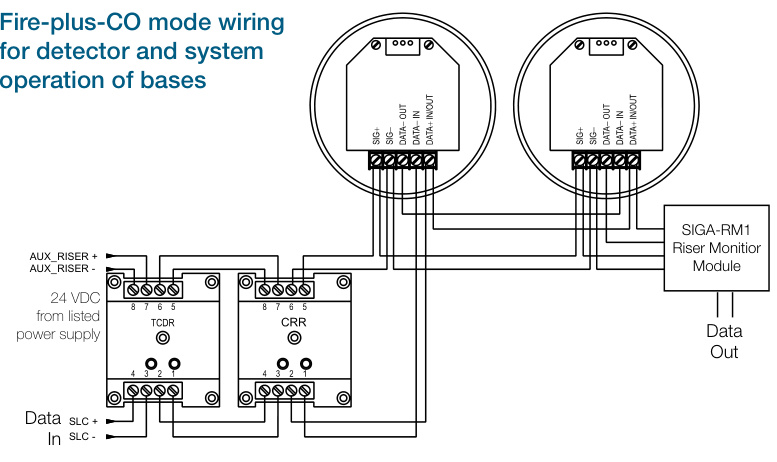 Fire-plus-CO mode wiring
for detector and system
operation of bases
SIG+
SIG–
DATA– OUT
DATA– IN
DATA+ IN/OUT
SIG+
SIG–
DATA– OUT
DATA– IN
DATA+ IN/OUT
SIGA-RM1
Riser Monitior
Module
Data
Out
AUX_RISER +
AUX_RISER -
24 VDC
from listed
power supply
8 7 6 5
TCDR
4 3 2 1
8 7 6 5
CRR
4 3 2 1
Data SLC +
In SLC -